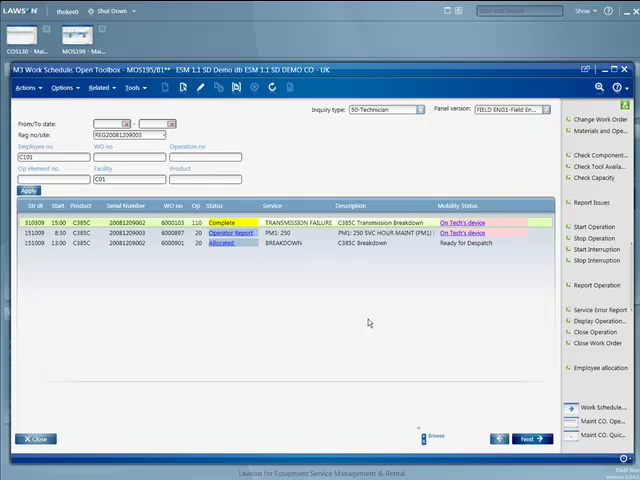 LAWSON thokev0 Shut Down Search and Navigate Show
COS130 - Mai... MOS199 - Mai...
M3 Work Schedule. Open Toolbox - MOS195/B1** ESM 1.1 SD Demo db ESM 1.1 SD DEMO CO - UK
Actions Options Related Tools
Inquiry type: 50-Technician Panel version: FIELD ENG1-Field En...
From/To date: -
Reg no/site: REG20081209003
Employee no WO no Operation no
C101
Op element no Facility Product
C01
Apply
Str dt Start Product Serial Number WO no Op Status Service Description Mobility Status
310309 15:00 C385C 20081209002 6000103 110 Complete TRANSMISSION FAILURE C385C Transmission Breakdown On Tech's device
151009 8:30 C385C 20081209003 6000897 20 Operator Report PM1: 250 PM1: 250 SVC HOUR MAINT (PM1) On Tech's device
151009 13:00 C385C 20081209002 6000901 20 Allocated BREAKDOWN C385C Breakdown Ready for Despatch
Change Work Order
Materials and Ope...
Check Component...
Check Tool Availa...
Check Capacity
Report Issues
Start Operation
Stop Operation
Start Interruption
Stop Interruption
Report Operation
Service Error Report
Display Operation...
Close Operation
Close Work Order
Employee allocation
Work Schedule....
Maint CO. Ope...
Maint CO. Quic...
Close Browse Next
Lawson for Equipment Service Management & Rental